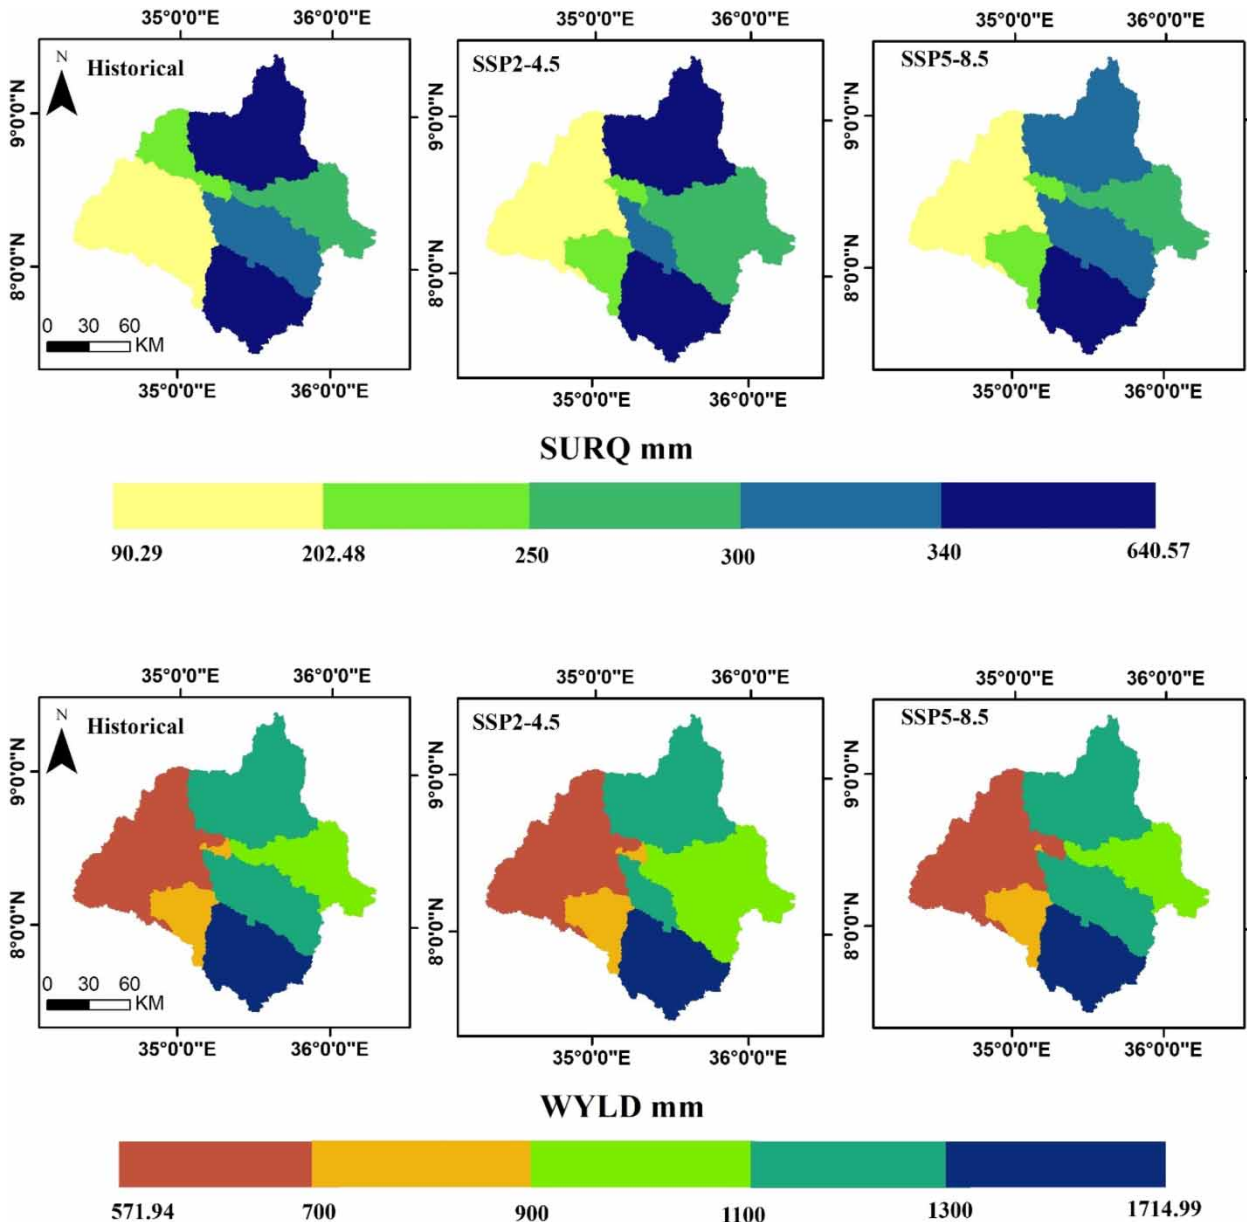 35°0'0"E 36°0'0"E 35°0'0"E 36°0'0"E 35°0'0"E 36°0'0"E
N Historical SSP2-4.5 SSP5-8.5
9°0'0"N 9°0'0"N 9°0'0"N
8°0'0"N 8°0'0"N 8°0'0"N
0 30 60
KM
35°0'0"E 36°0'0"E 35°0'0"E 36°0'0"E 35°0'0"E 36°0'0"E
SURQ mm
90.29 202.48 250 300 340 640.57
35°0'0"E 36°0'0"E 35°0'0"E 36°0'0"E 35°0'0"E 36°0'0"E
N Historical SSP2-4.5 SSP5-8.5
9°0'0"N 9°0'0"N 9°0'0"N
8°0'0"N 8°0'0"N 8°0'0"N
0 30 60
KM
35°0'0"E 36°0'0"E 35°0'0"E 36°0'0"E 35°0'0"E 36°0'0"E
WYLD mm
571.94 700 900 1100 1300 1714.99